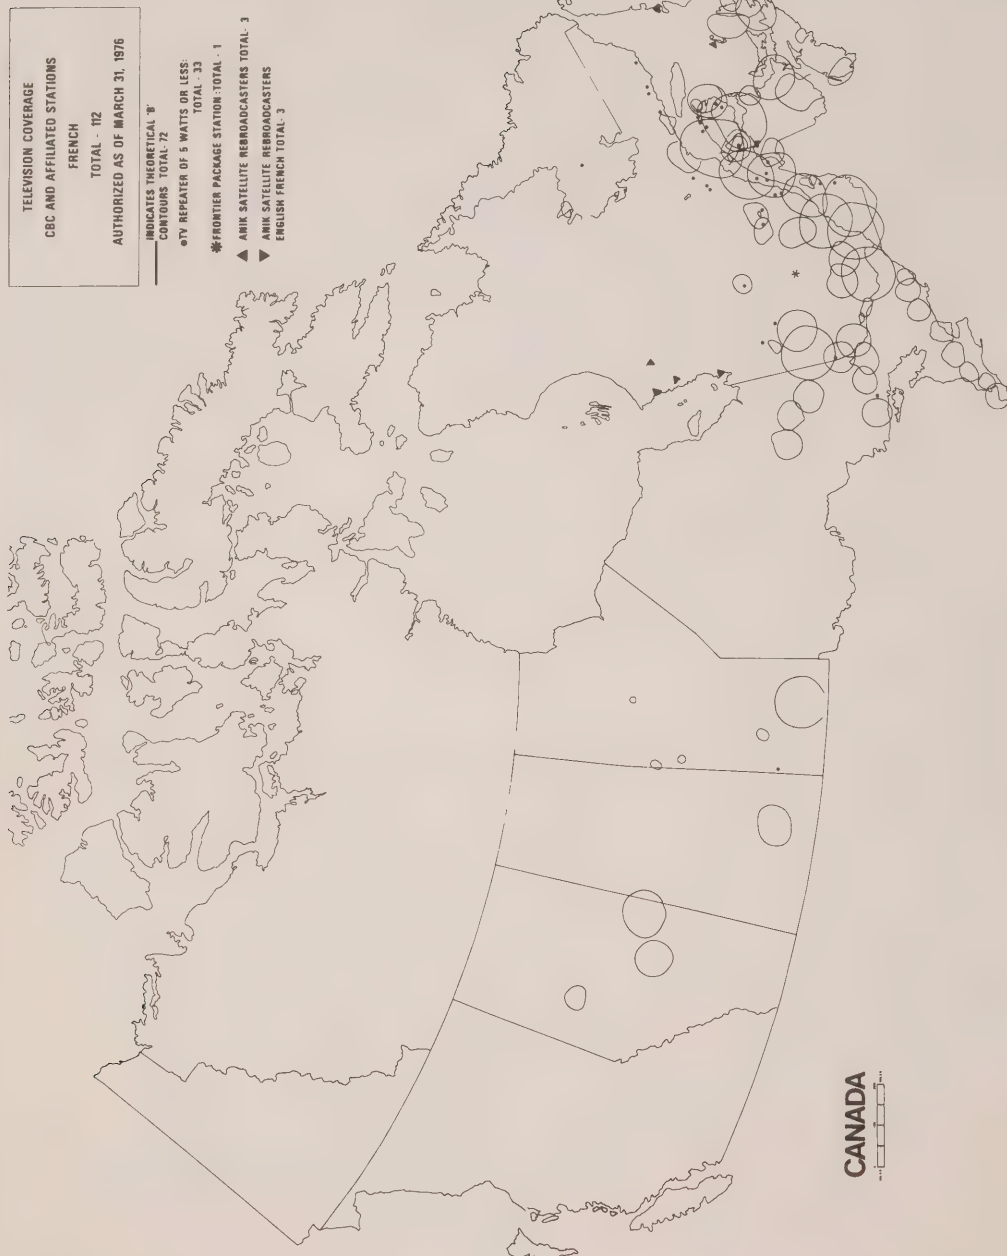 TELEVISION COVERAGE
CBC AND AFFILIATED STATIONS
FRENCH
TOTAL - 112
AUTHORIZED AS OF MARCH 31, 1976
INDICATES THEORETICAL 'B'
CONTOURS TOTAL-72
●TV REPEATER OF 5 WATTS OR LESS:
TOTAL - 33
✱FRONTIER PACKAGE STATION:TOTAL - 1
▲ ANIK SATELLITE REBROADCASTERS TOTAL- 3
▼ ANIK SATELLITE REBROADCASTERS
ENGLISH FRENCH TOTAL- 3
CANADA